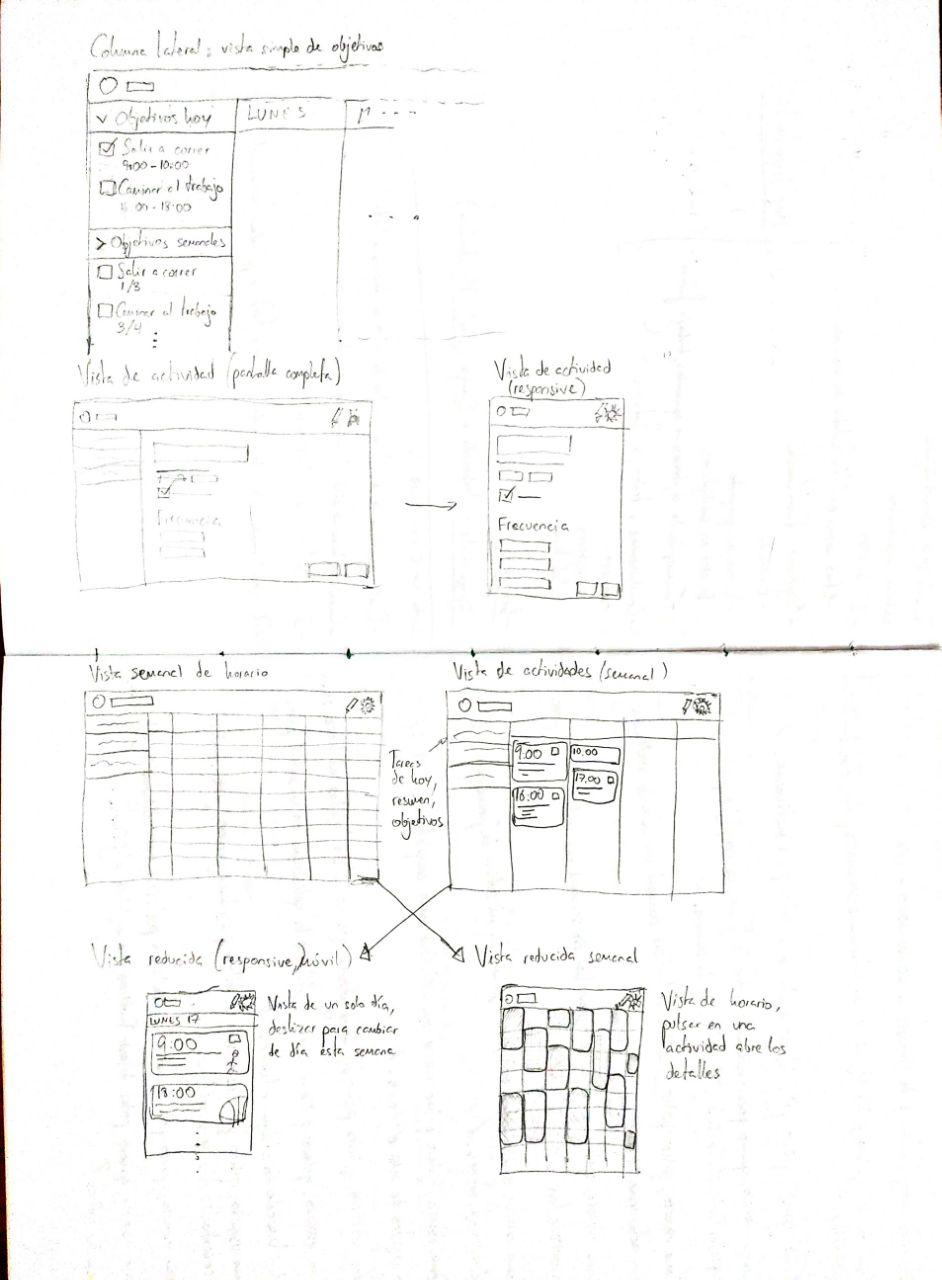 Columna lateral: vista simple de objetivos
Objetivos hoy
LUNES
M
Salir a correr
9:00 - 10:00
Caminar al trabajo
- 18:00
Objetivos semanales
Salir a correr
1/3
Caminar al trabajo
3/4
Vista de actividad (pantalla completa)
Frecuencia
Vista de actividad
(responsive)
Frecuencia
Vista semanal de horario
Vista de actividades (semanal)
Tareas
de hoy,
resumen,
objetivos
9:00
10:00
17:00
16:00
Vista reducida (responsive, móvil)
LUNES 17
9:00
18:00
Vista de un solo día,
deslizar para cambiar
de día esta semana
Vista reducida semanal
Vista de horario,
pulsar en una
actividad abre los
detalles